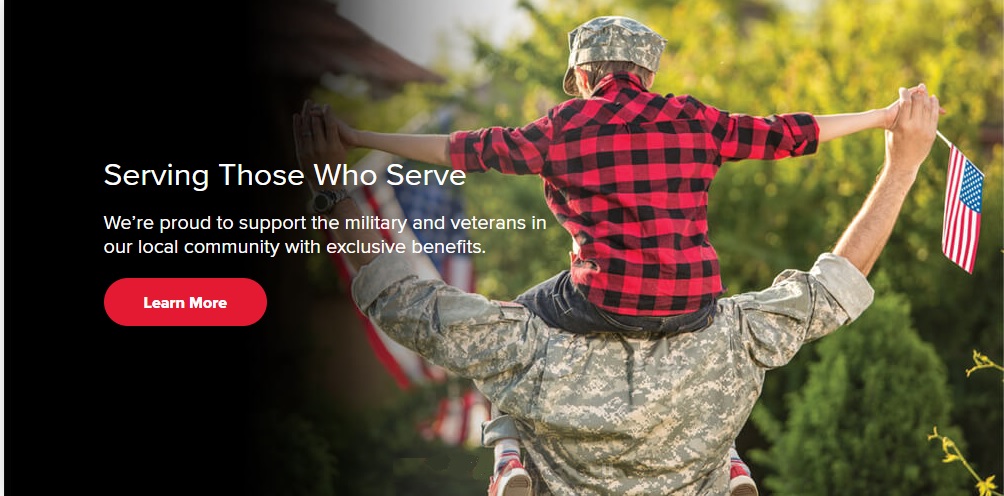 Serving Those Who Serve
We’re proud to support the military and veterans in
our local community with exclusive benefits.
Learn More